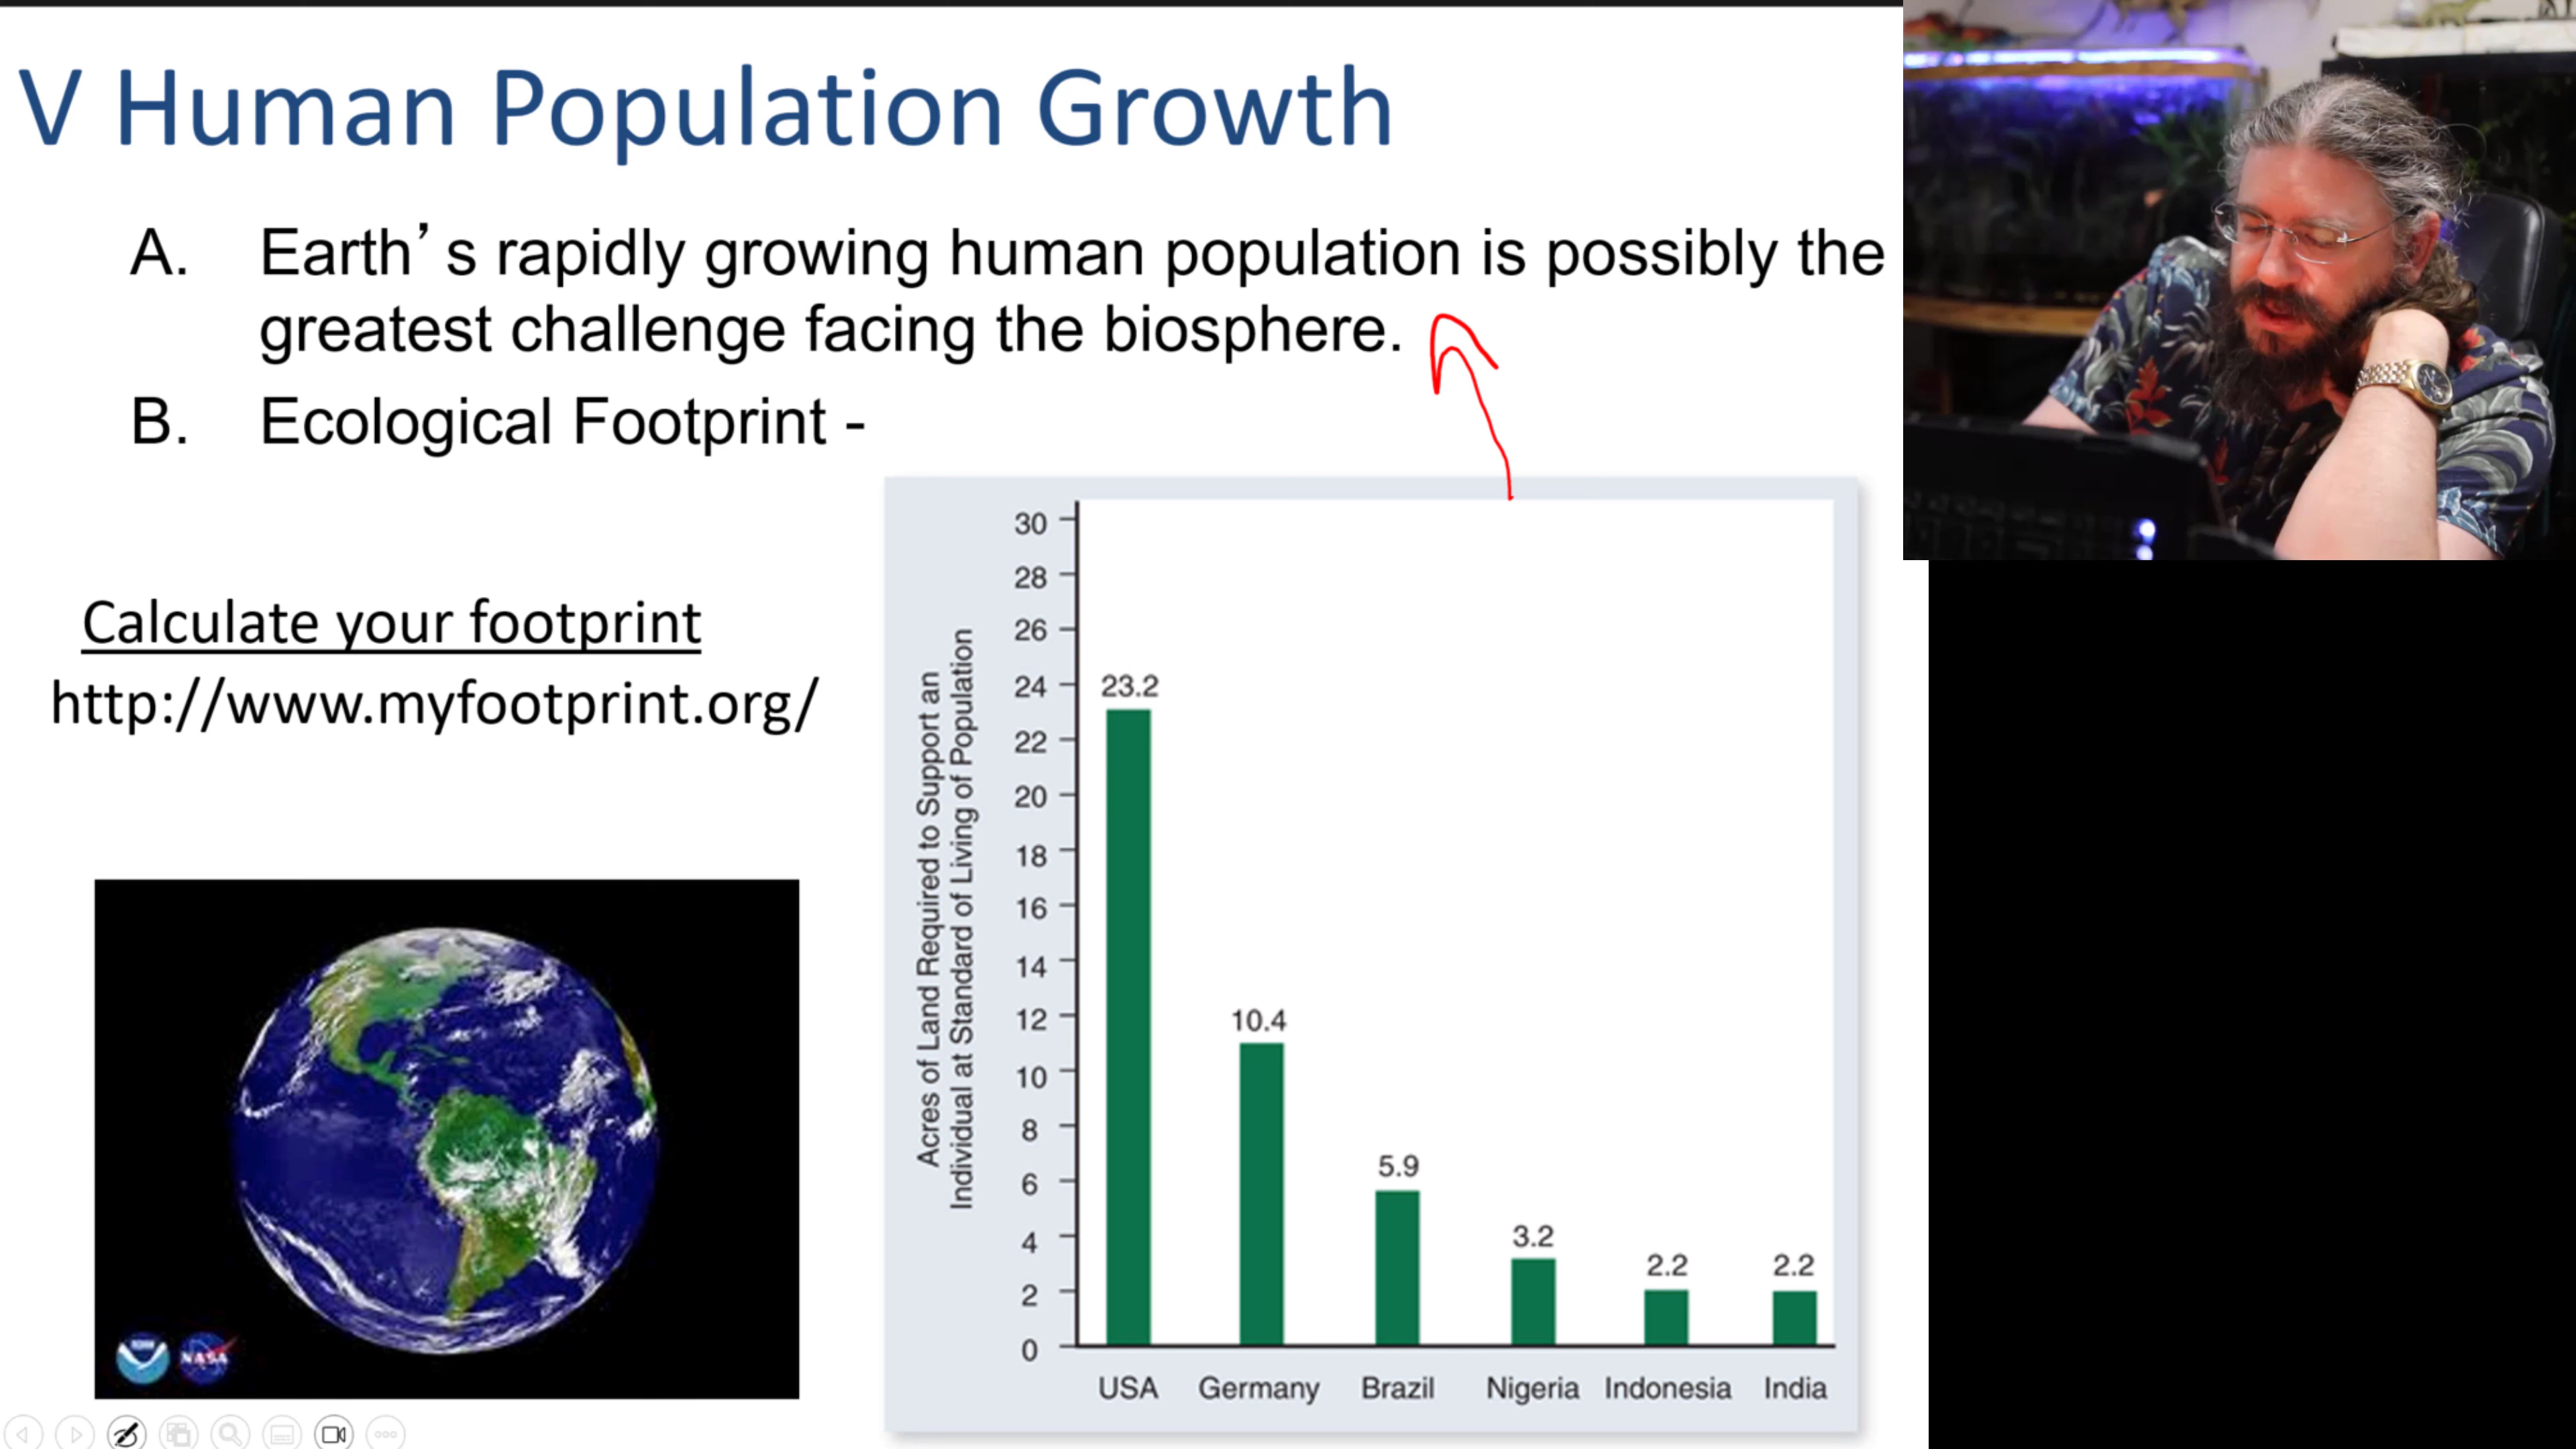 V Human Population Growth
A. Earth's rapidly growing human population is possibly the
greatest challenge facing the biosphere.
B. Ecological Footprint -
Calculate your footprint
http://www.myfootprint.org/
Acres of Land Required to Support an
Individual at Standard of Living of Population
30
28
26
24
22
20
18
16
14
12
10
8
6
4
2
0
23.2
10.4
5.9
3.2
2.2
2.2
USA Germany Brazil Nigeria Indonesia India
NASA